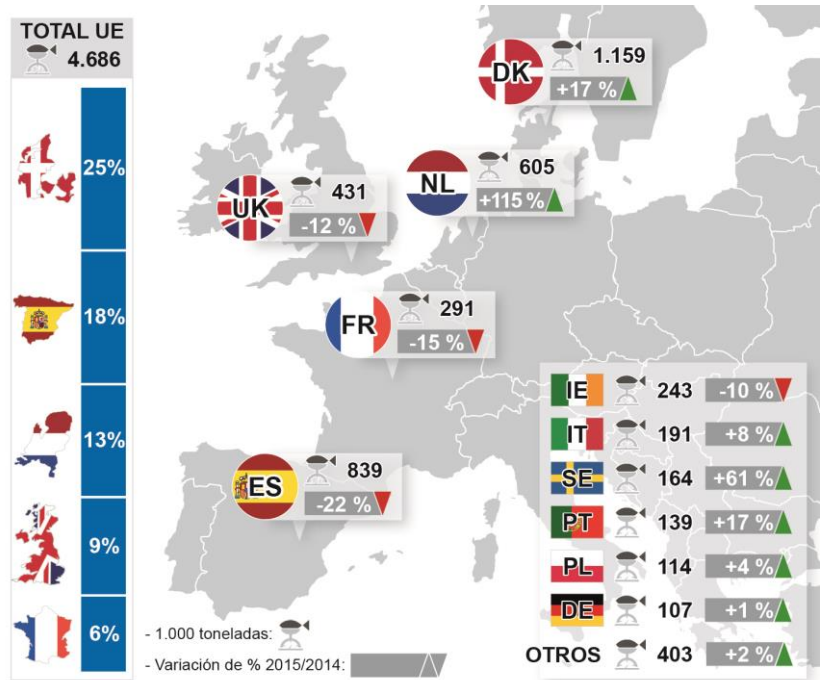 TOTAL UE
4.686
25%
18%
13%
9%
6%
DK
1.159
+17 %
UK
431
-12 %
NL
605
+115 %
FR
291
-15 %
ES
839
-22 %
IE 243 -10 %
IT 191 +8 %
SE 164 +61 %
PT 139 +17 %
PL 114 +4 %
DE 107 +1 %
OTROS 403 +2 %
- 1.000 toneladas:
- Variación de % 2015/2014: